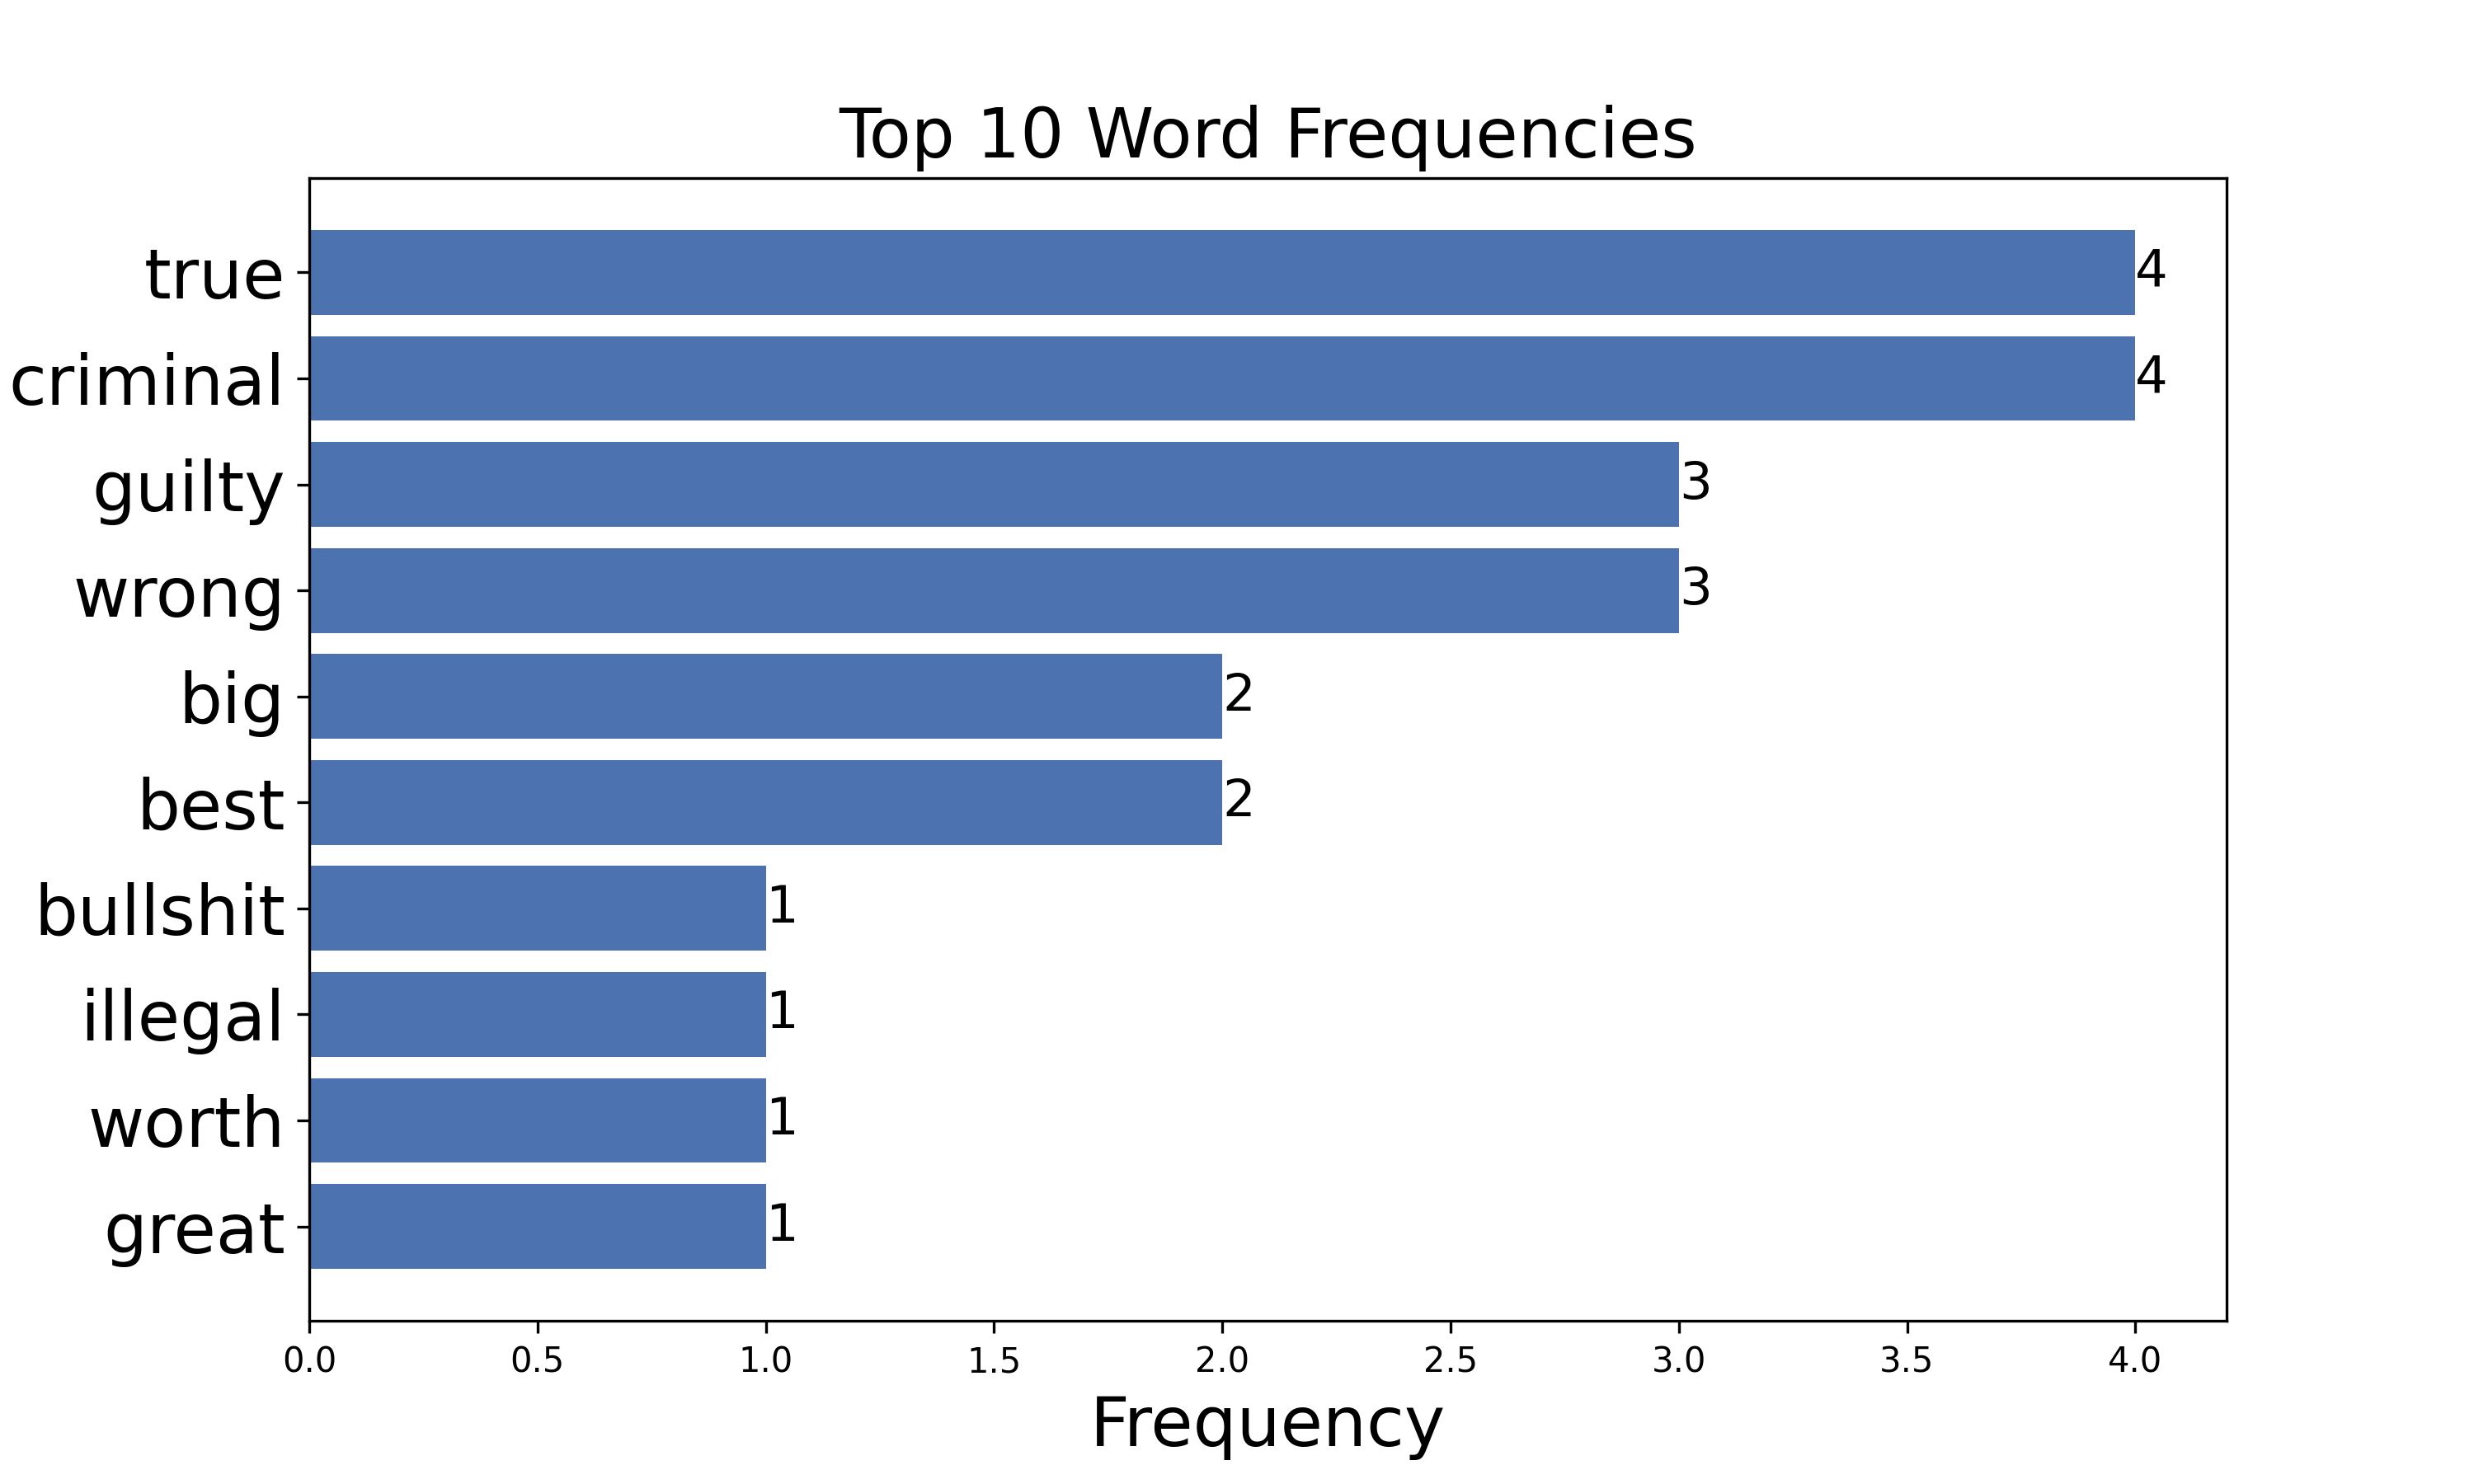 Top 10 Word Frequencies
true 4
criminal 4
guilty 3
wrong 3
big 2
best 2
bullshit 1
illegal 1
worth 1
great 1
0.0 0.5 1.0 1.5 2.0 2.5 3.0 3.5 4.0
Frequency